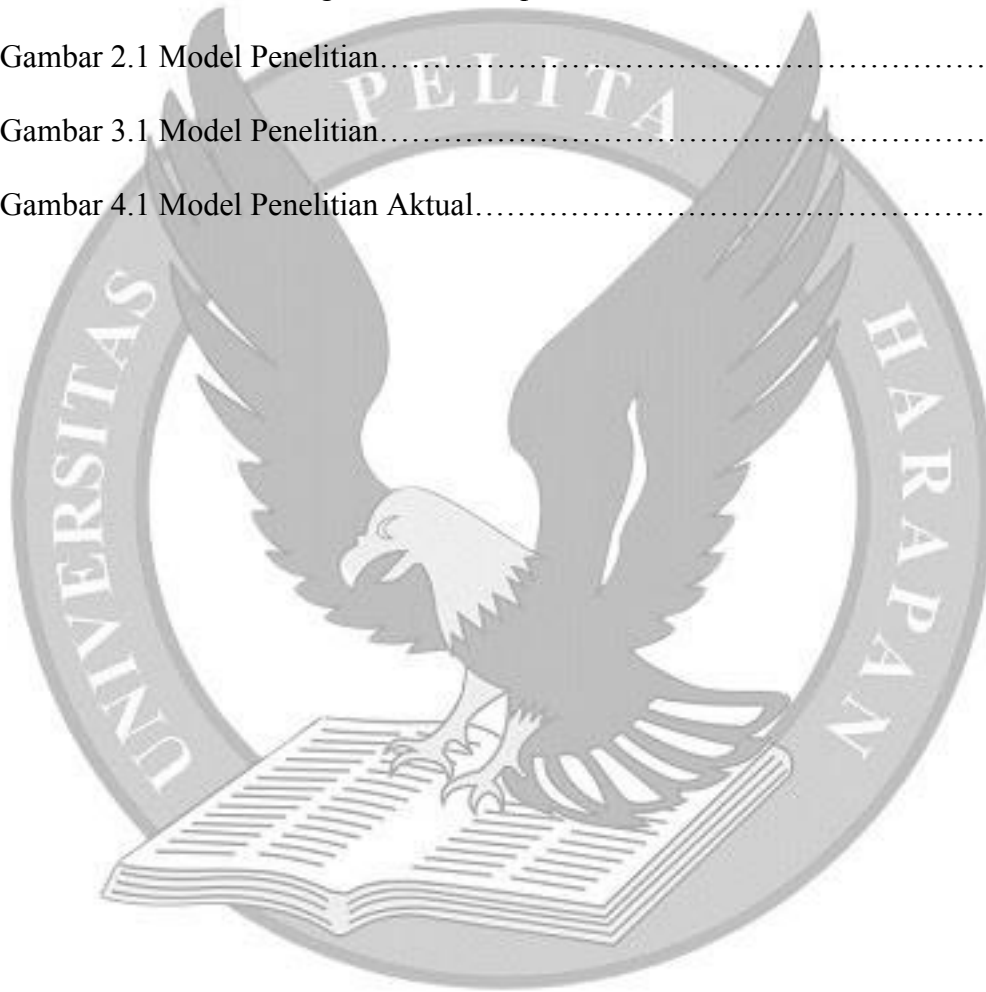 Gambar 2.1 Model Penelitian…………………………………………………………
Gambar 3.1 Model Penelitian…………………………………………………………
Gambar 4.1 Model Penelitian Aktual…………………………………………………
UNIVERSITAS PELITA HARAPAN